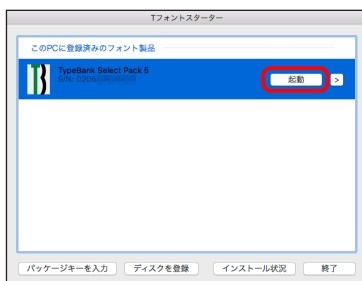 Tフォントスターター
このPCに登録済みのフォント製品
TypeBank Select Pack 5
S/N: 0205
起動
>
パッケージキーを入力
ディスクを登録
インストール状況
終了